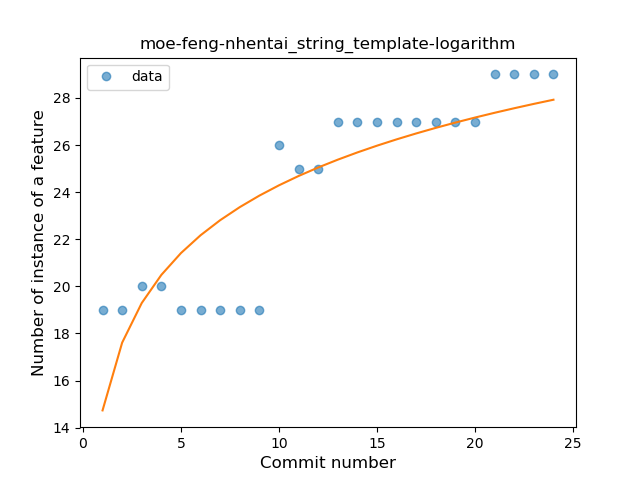 moe-feng-nhentai_string_template-logarithm
data
Number of instance of a feature
28
26
24
22
20
18
16
14
0 5 10 15 20 25
Commit number